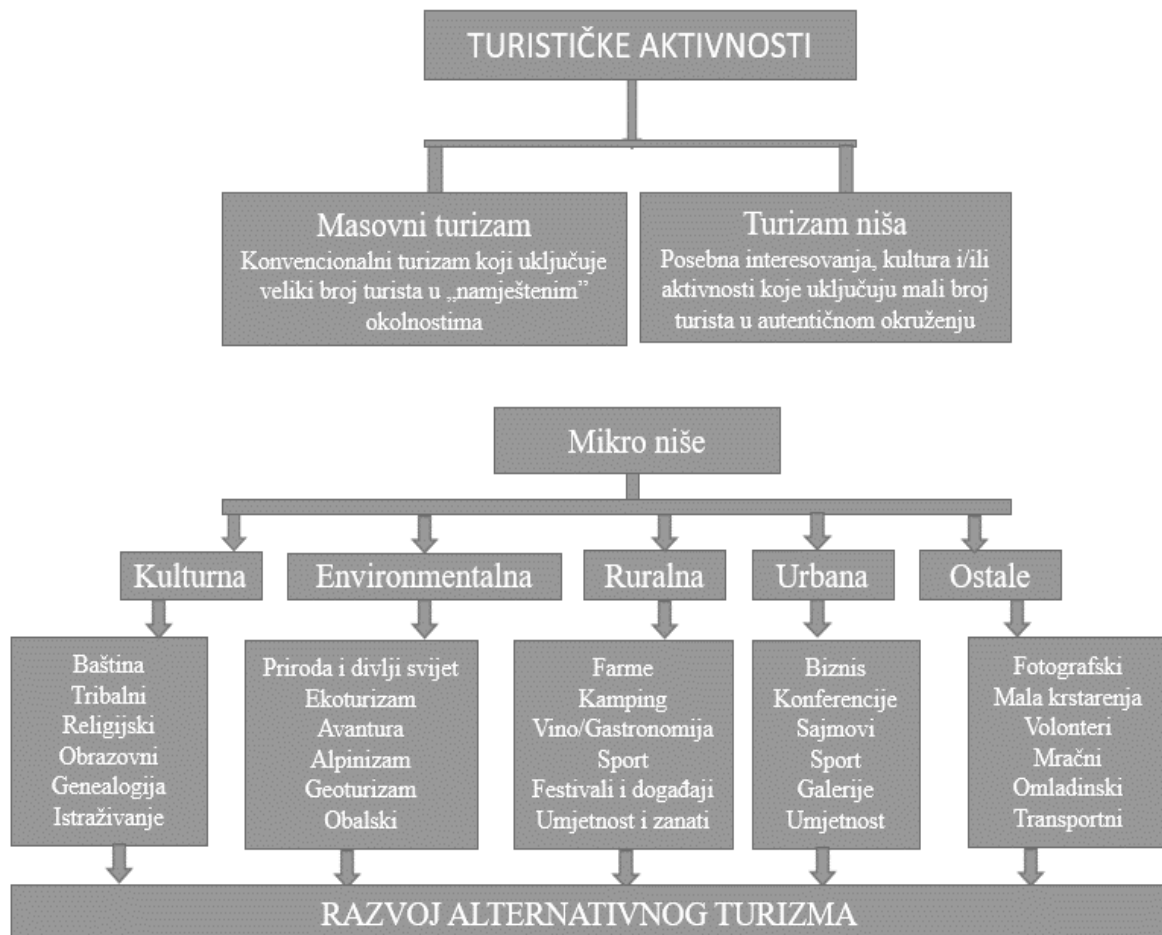 TURISTIČKE AKTIVNOSTI
Masovni turizam
Konvencionalni turizam koji uključuje
veliki broj turista u „namještenim”
okolnostima
Turizam niša
Posebna interesovanja, kultura i/ili
aktivnosti koje uključuju mali broj
turista u autentičnom okruženju
Mikro niše
Kulturna
Environmentalna
Ruralna
Urbana
Ostale
Baština
Tribalni
Religijski
Obrazovni
Genealogija
Istraživanje
Priroda i divlji svijet
Ekoturizam
Avantura
Alpinizam
Geoturizam
Obalski
Farme
Kamping
Vino/Gastronomija
Sport
Festivali i događaji
Umjetnost i zanati
Biznis
Konferencije
Sajmovi
Sport
Galerije
Umjetnost
Fotografski
Mala krstarenja
Volonteri
Mračni
Omladinski
Transportni
RAZVOJ ALTERNATIVNOG TURIZMA